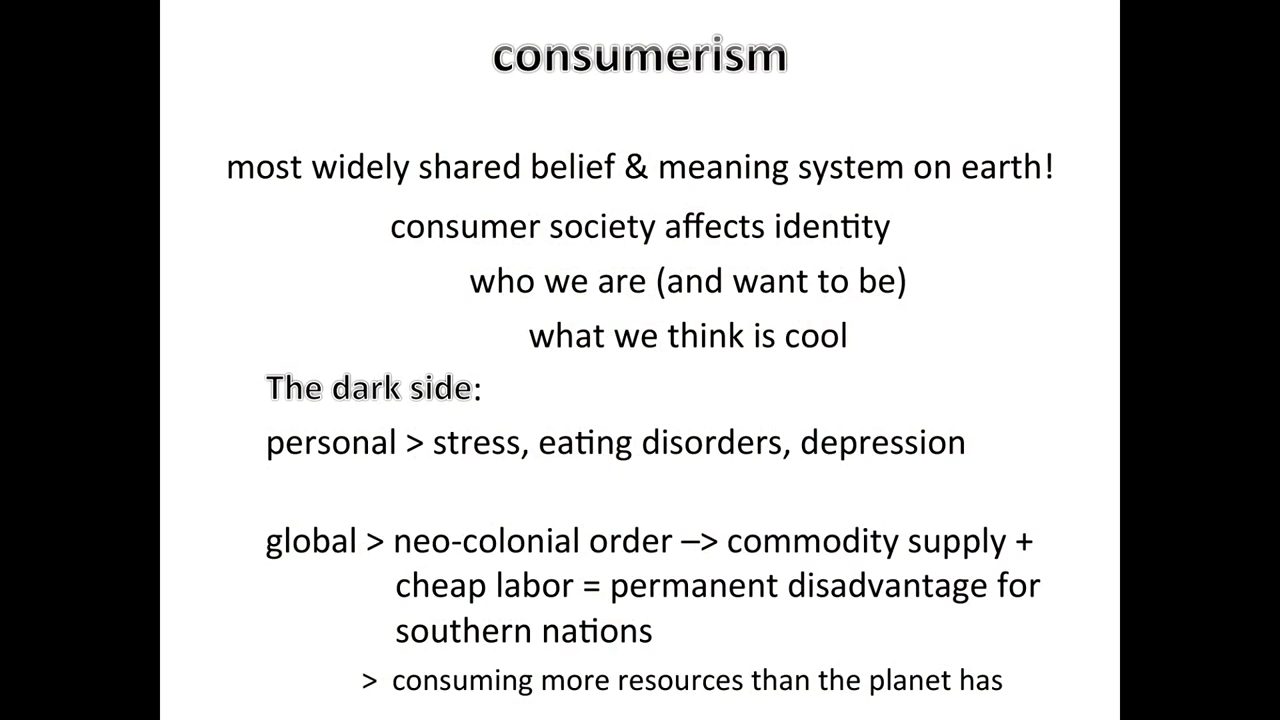 consumerism
most widely shared belief & meaning system on earth!
consumer society affects identity
who we are (and want to be)
what we think is cool
The dark side:
personal > stress, eating disorders, depression
global > neo-colonial order –> commodity supply +
cheap labor = permanent disadvantage for
southern nations
> consuming more resources than the planet has